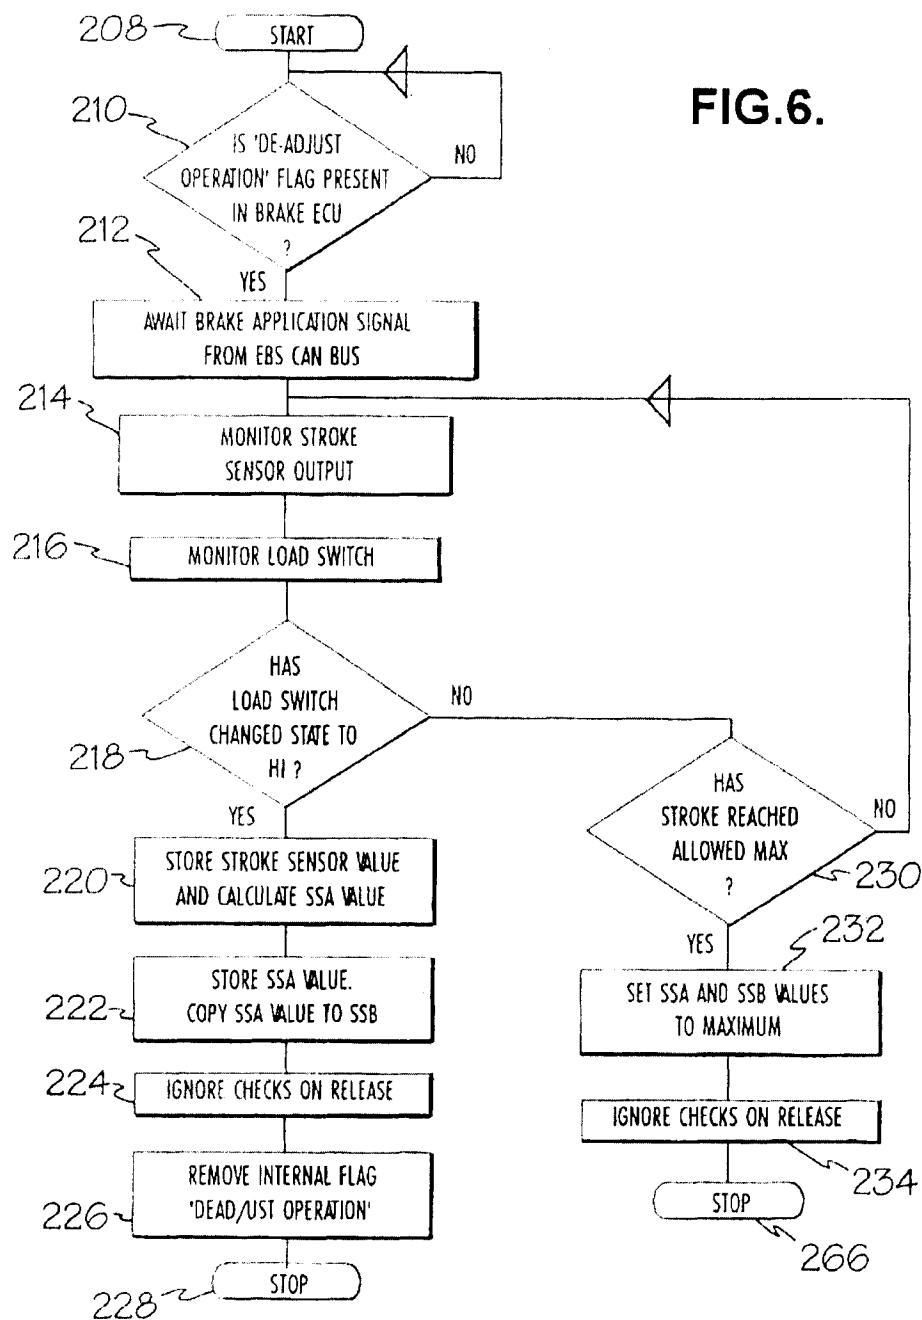 208
START
FIG.6.
210
IS 'DE-ADJUST
OPERATION' FLAG PRESENT
IN BRAKE ECU
?
NO
212
YES
AWAIT BRAKE APPLICATION SIGNAL
FROM EBS CAN BUS
214
MONITOR STROKE
SENSOR OUTPUT
216
MONITOR LOAD SWITCH
HAS
LOAD SWITCH
CHANGED STATE TO
HI ?
NO
218
YES
HAS
STROKE REACHED
ALLOWED MAX
?
NO
230
220
STORE STROKE SENSOR VALUE
AND CALCULATE SSA VALUE
YES
232
222
STORE SSA VALUE.
COPY SSA VALUE TO SSB
SET SSA AND SSB VALUES
TO MAXIMUM
224
IGNORE CHECKS ON RELEASE
IGNORE CHECKS ON RELEASE
234
226
REMOVE INTERNAL FLAG
'DEAD/UST OPERATION'
STOP
266
228
STOP